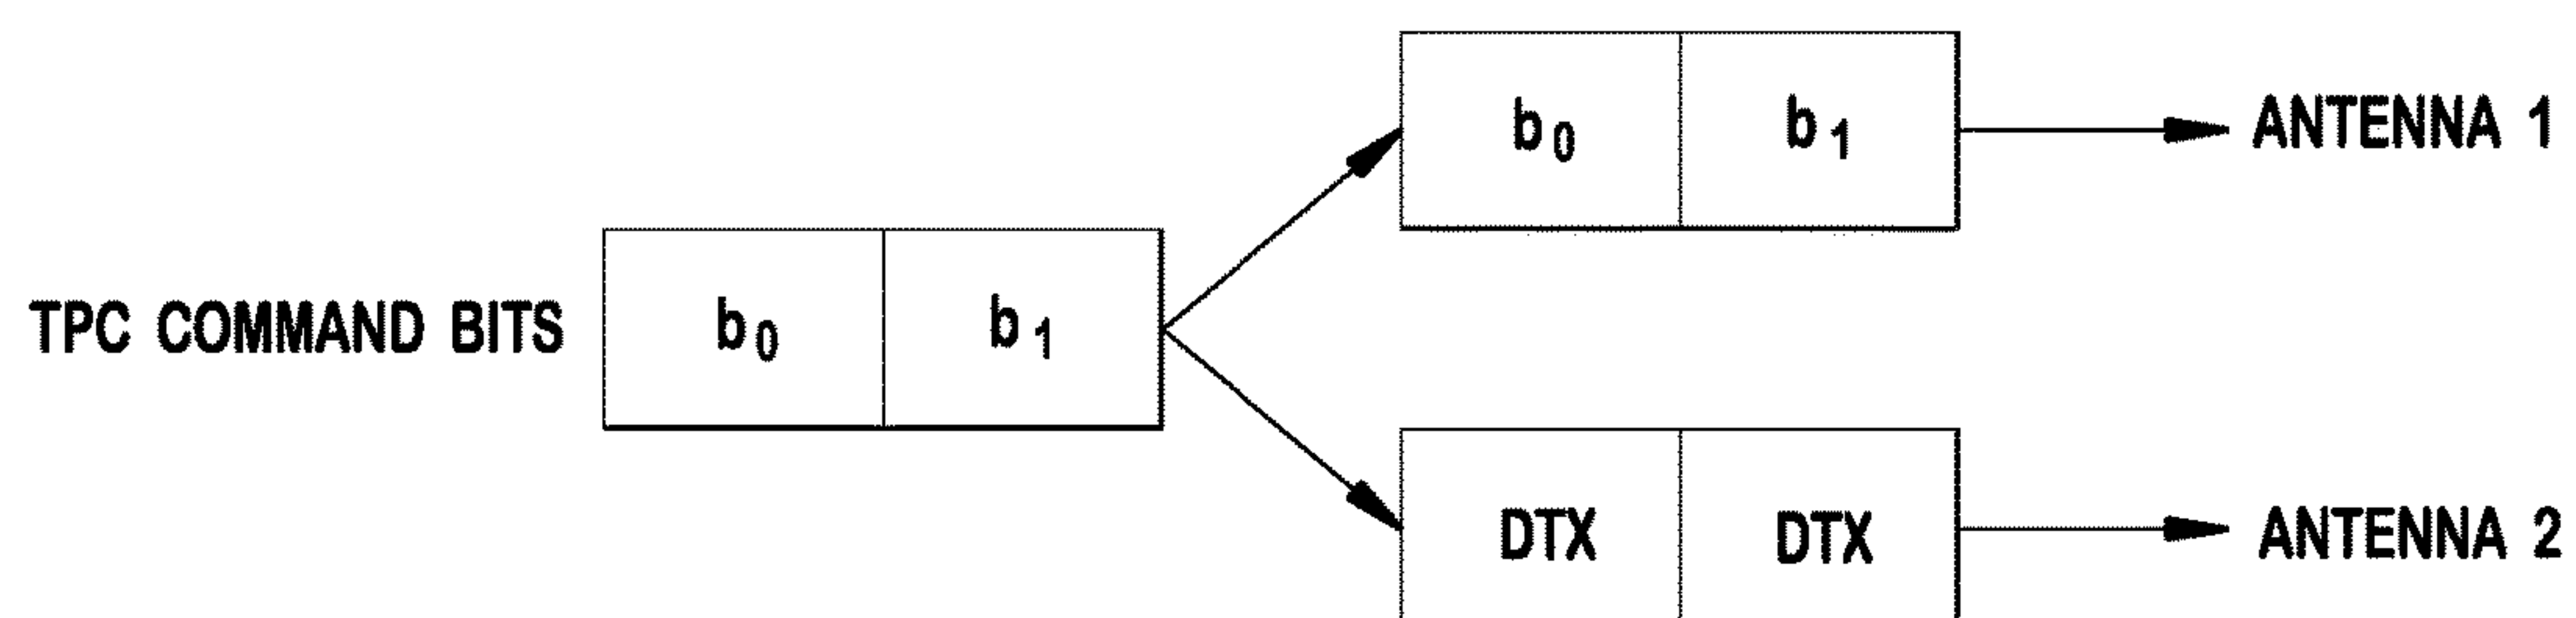 b0 b1 ANTENNA 1
TPC COMMAND BITS b0 b1
DTX DTX ANTENNA 2